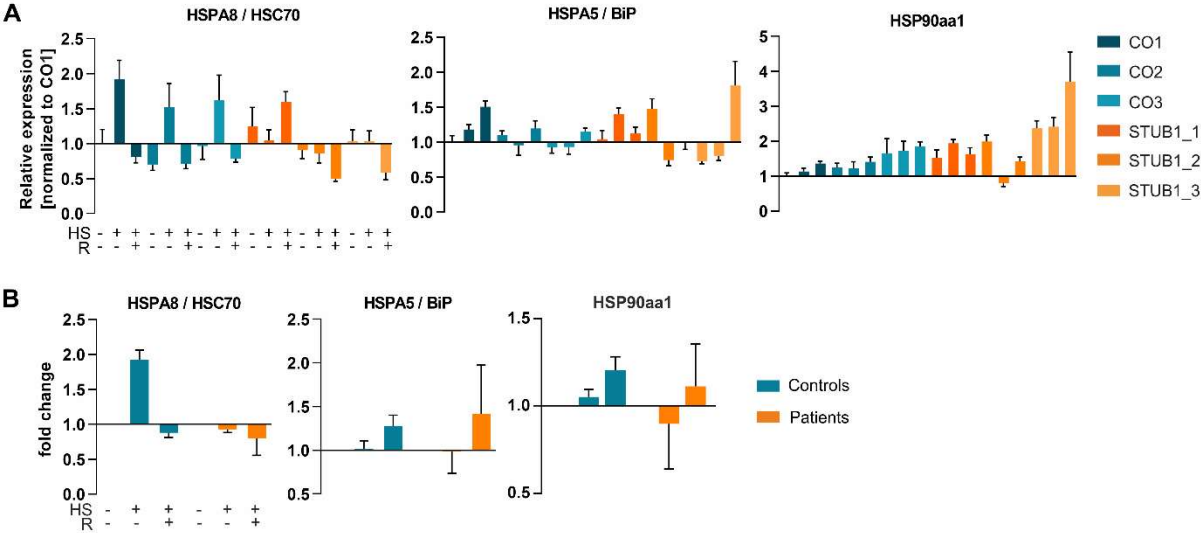 A
HSPA8 / HSC70
HSPA5 / BiP
HSP90aa1
Relative expression
[normalized to CO1]
2.5
2.0
1.5
1.0
0.5
0.0
HS - + + - + + - + + - + + - + + - + +
R - - + - - + - - + - - + - - + - - +
2.5
2.0
1.5
1.0
0.5
0.0
5
4
3
2
1
0
CO1
CO2
CO3
STUB1_1
STUB1_2
STUB1_3
B
HSPA8 / HSC70
HSPA5 / BiP
HSP90aa1
fold change
2.5
2.0
1.5
1.0
0.5
0.0
HS - + + - + +
R - - + - - +
2.5
2.0
1.5
1.0
0.5
1.5
1.0
0.5
Controls
Patients